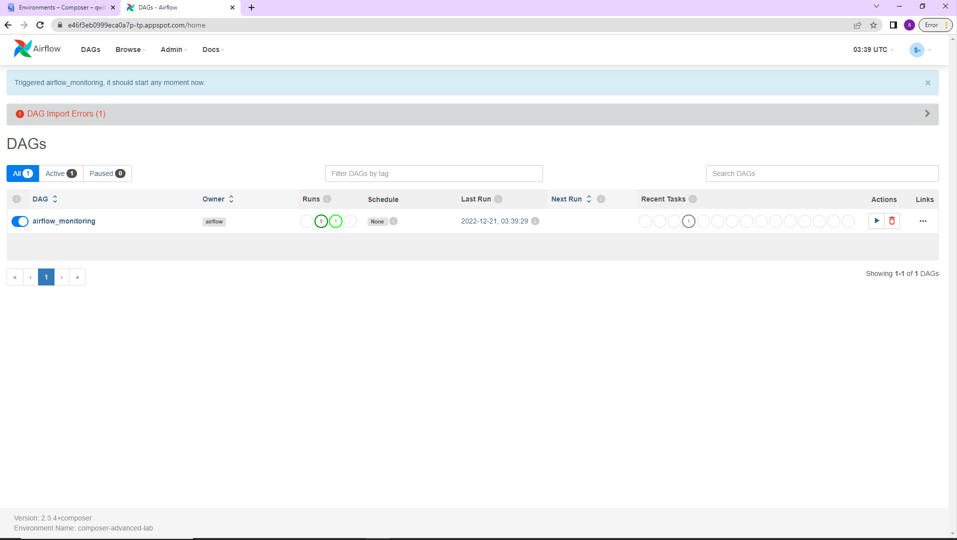 Environments – Composer – qwi
DAGs - Airflow
e46f3eb0999eca0a7p-tp.appspot.com/home
s
Error
Airflow
DAGs
Browse
Admin
Docs
03:39 UTC
S-
Triggered airflow_monitoring, it should start any moment now.
×
! DAG Import Errors (1)
DAGs
All 1
Active 1
Paused 0
Filter DAGs by tag
Search DAGs
DAG
Owner
Runs
Schedule
Last Run
Next Run
Recent Tasks
Actions
Links
airflow_monitoring
airflow
1
None
2022-12-21, 03:39:29
1
« ‹ 1 › »
Showing 1-1 of 1 DAGs
Version: 2.3.4+composer
Environment Name: composer-advanced-lab